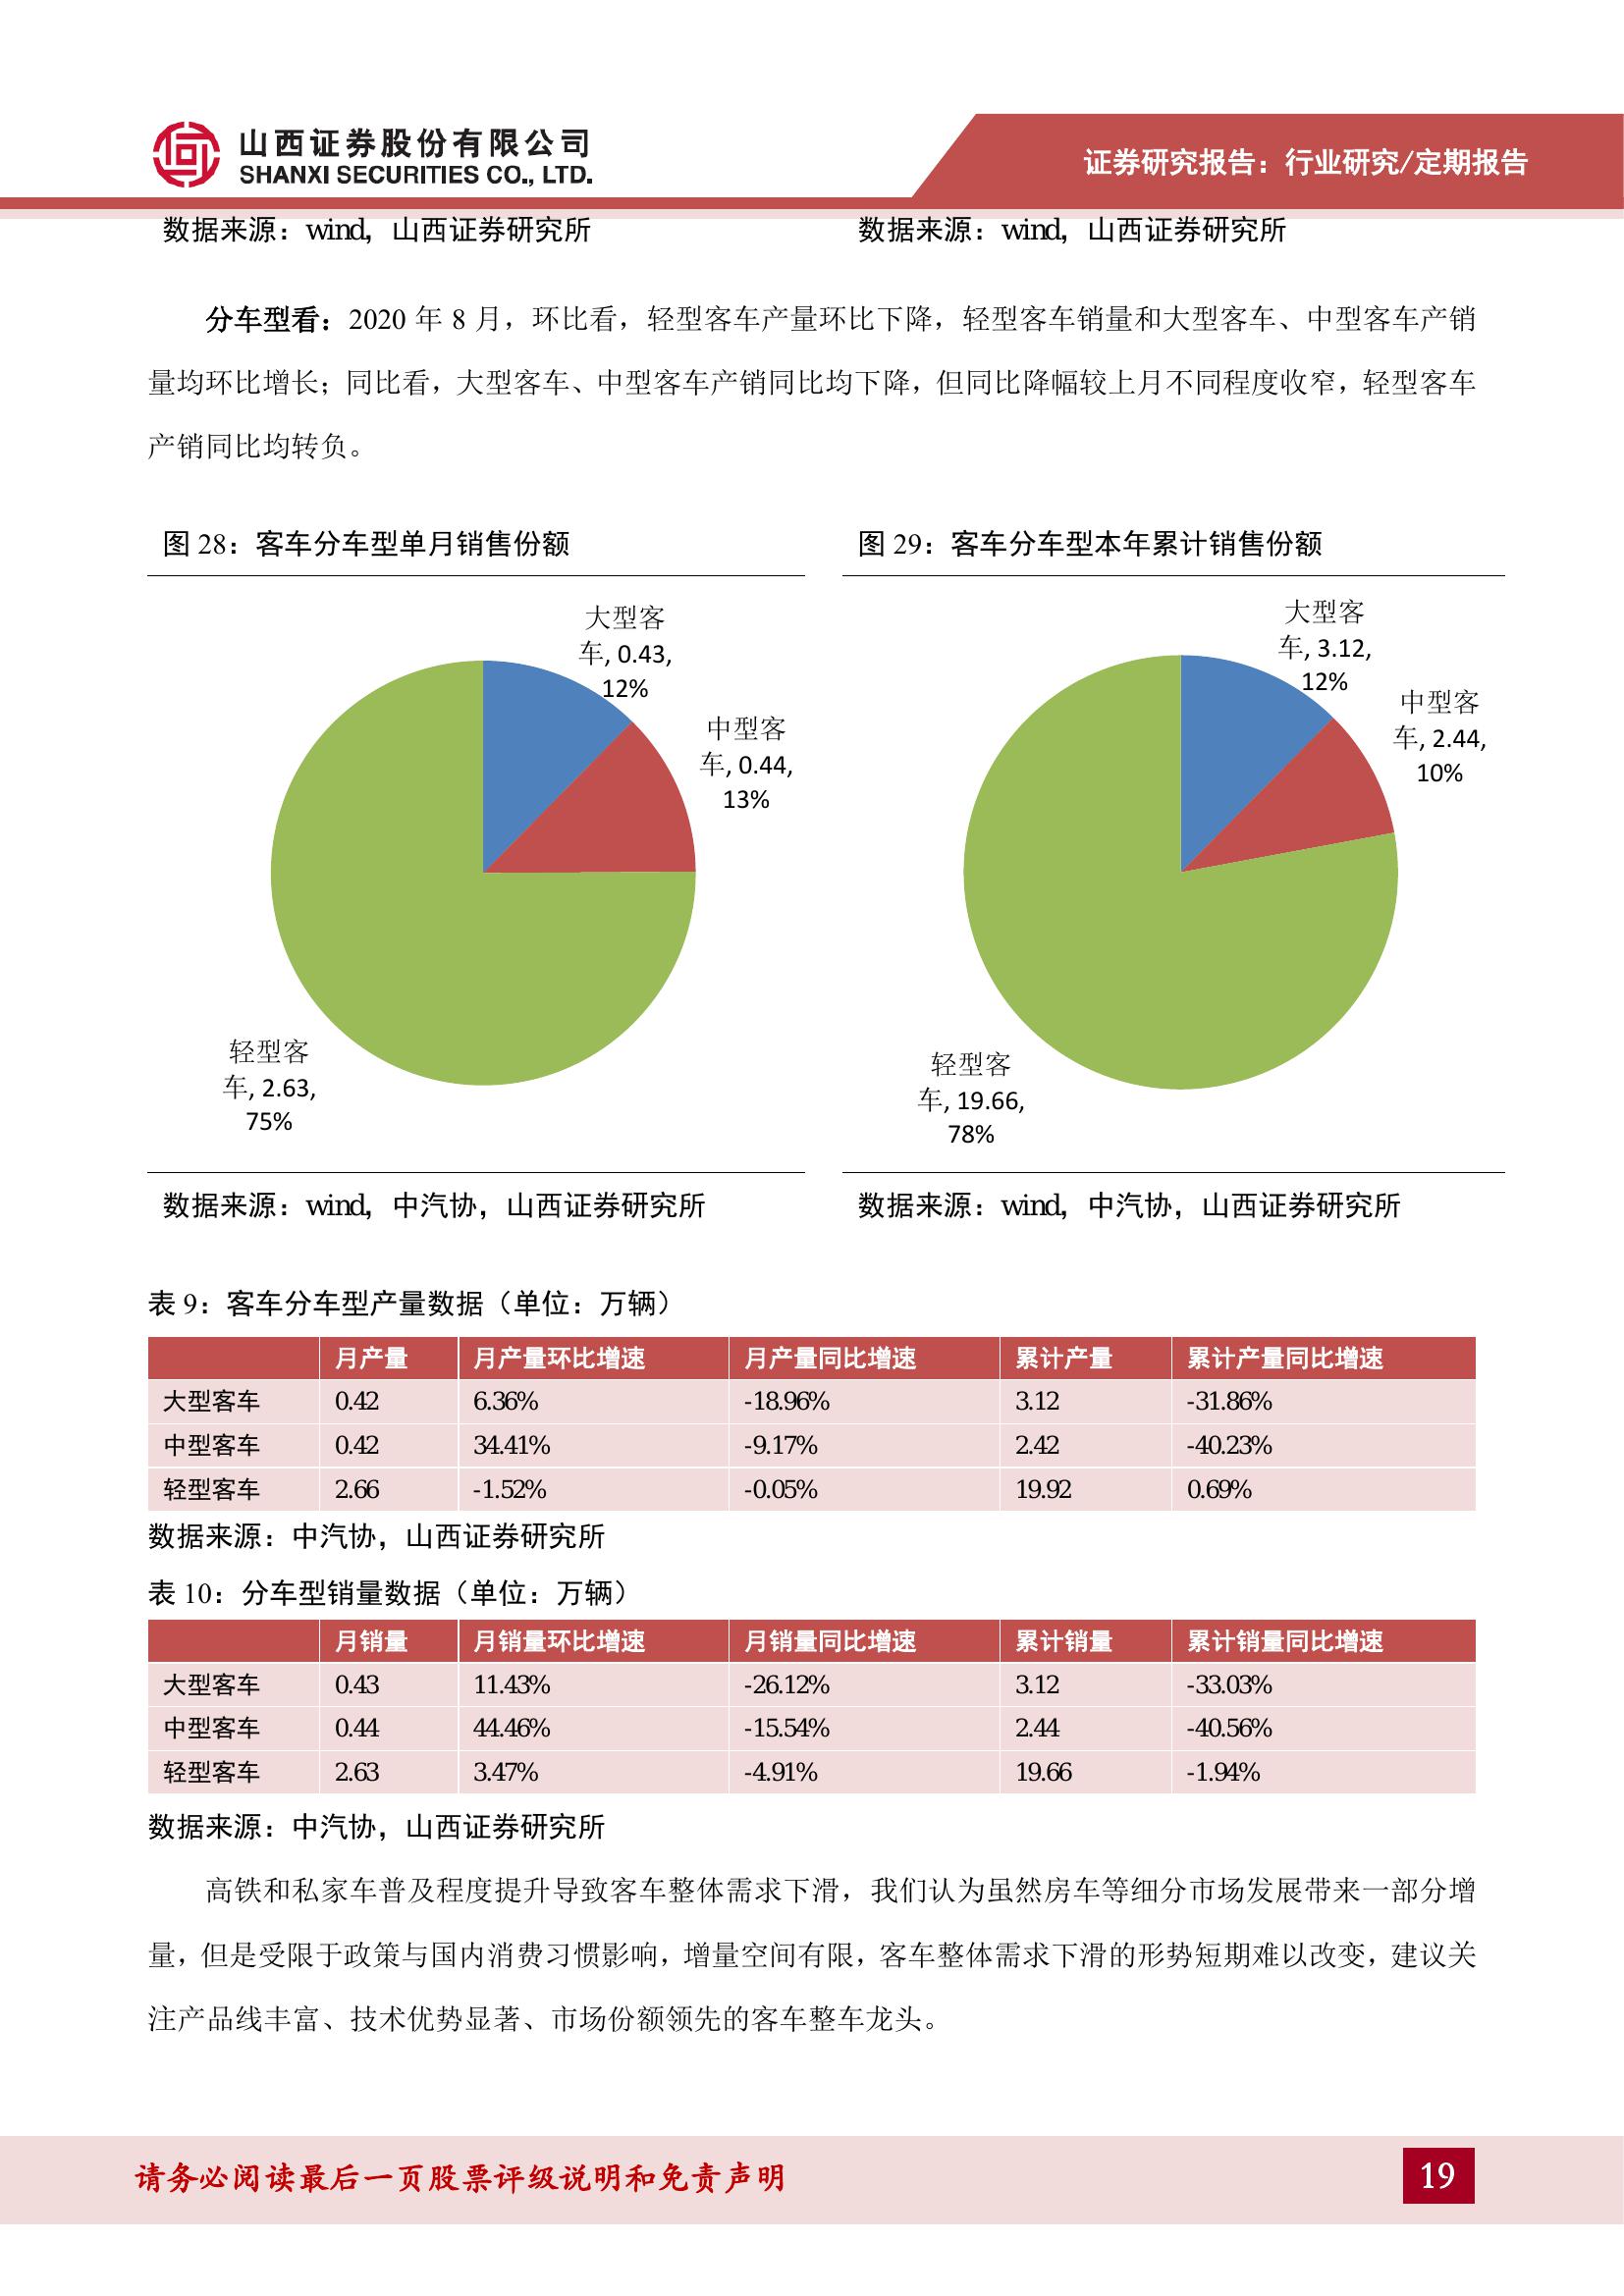 山西证券股份有限公司
SHANXI SECURITIES CO., LTD.
证券研究报告：行业研究/定期报告
数据来源：wind，山西证券研究所
数据来源：wind，山西证券研究所
分车型看：2020 年 8 月，环比看，轻型客车产量环比下降，轻型客车销量和大型客车、中型客车产销
量均环比增长；同比看，大型客车、中型客车产销同比均下降，但同比降幅较上月不同程度收窄，轻型客车
产销同比均转负。
图 28：客车分车型单月销售份额
大型客
车, 0.43,
12%
中型客
车, 0.44,
13%
轻型客
车, 2.63,
75%
数据来源：wind，中汽协，山西证券研究所
图 29：客车分车型本年累计销售份额
大型客
车, 3.12,
12%
中型客
车, 2.44,
10%
轻型客
车, 19.66,
78%
数据来源：wind，中汽协，山西证券研究所
表 9：客车分车型产量数据（单位：万辆）
月产量 月产量环比增速 月产量同比增速 累计产量 累计产量同比增速
大型客车 0.42 6.36% -18.96% 3.12 -31.86%
中型客车 0.42 34.41% -9.17% 2.42 -40.23%
轻型客车 2.66 -1.52% -0.05% 19.92 0.69%
数据来源：中汽协，山西证券研究所
表 10：分车型销量数据（单位：万辆）
月销量 月销量环比增速 月销量同比增速 累计销量 累计销量同比增速
大型客车 0.43 11.43% -26.12% 3.12 -33.03%
中型客车 0.44 44.46% -15.54% 2.44 -40.56%
轻型客车 2.63 3.47% -4.91% 19.66 -1.94%
数据来源：中汽协，山西证券研究所
高铁和私家车普及程度提升导致客车整体需求下滑，我们认为虽然房车等细分市场发展带来一部分增
量，但是受限于政策与国内消费习惯影响，增量空间有限，客车整体需求下滑的形势短期难以改变，建议关
注产品线丰富、技术优势显著、市场份额领先的客车整车龙头。
请务必阅读最后一页股票评级说明和免责声明
19